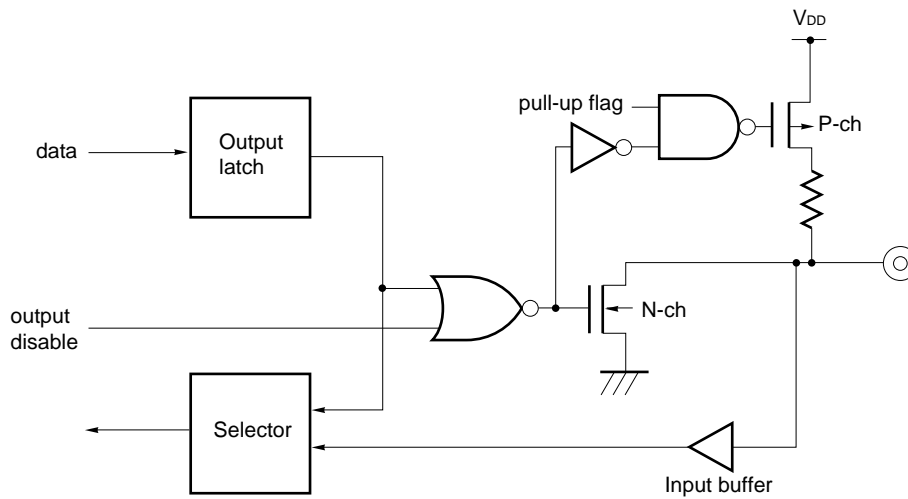 VDD
pull-up flag
P-ch
data
Output
latch
N-ch
output
disable
Selector
Input buffer